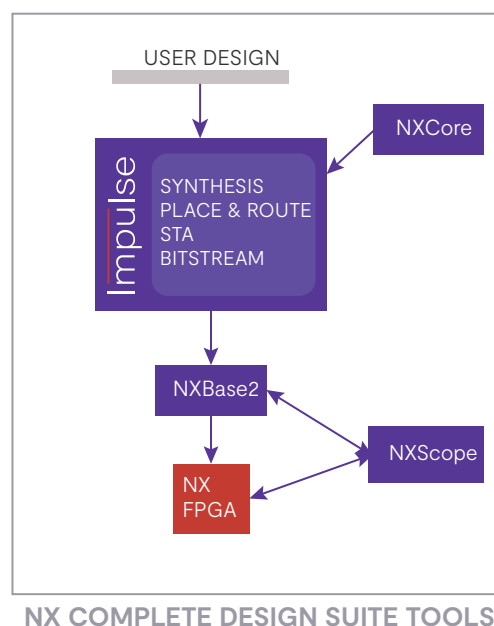 USER DESIGN
NXCore
Impulse
SYNTHESIS
PLACE & ROUTE
STA
BITSTREAM
NXBase2
NXScope
NX
FPGA
NX COMPLETE DESIGN SUITE TOOLS